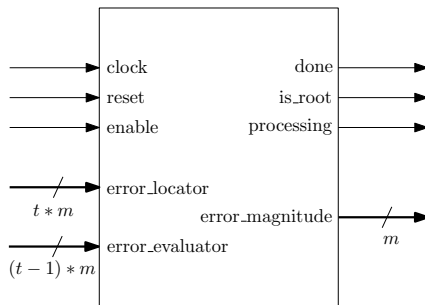 clock
done
reset
is_root
enable
processing
error_locator
t ∗ m
error_magnitude
error_evaluator
m
(t − 1) ∗ m